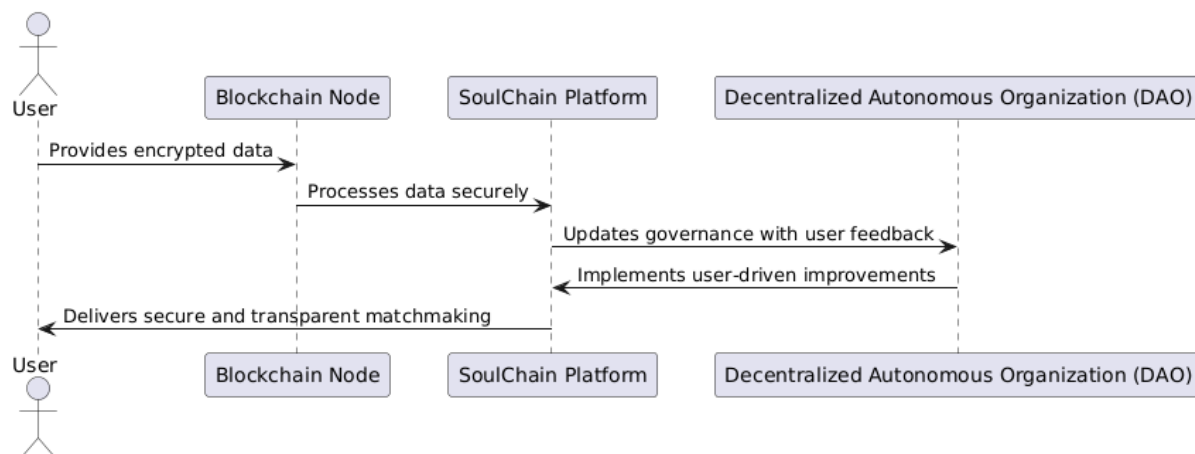 User
Blockchain Node
SoulChain Platform
Decentralized Autonomous Organization (DAO)
Provides encrypted data
Processes data securely
Updates governance with user feedback
Implements user-driven improvements
Delivers secure and transparent matchmaking
User
Blockchain Node
SoulChain Platform
Decentralized Autonomous Organization (DAO)